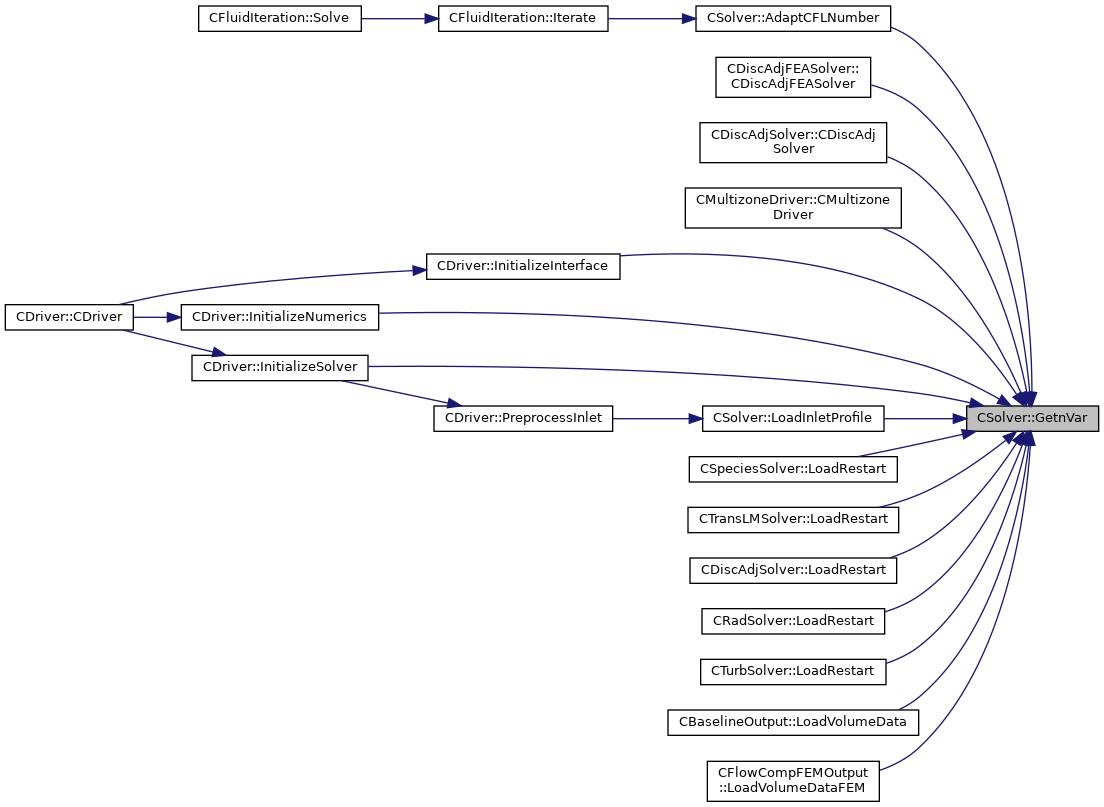 CFluidIteration::Solve
CFluidIteration::Iterate
CSolver::AdaptCFLNumber
CDiscAdjFEASolver::
CDiscAdjFEASolver
CDiscAdjSolver::CDiscAdj
Solver
CMultizoneDriver::CMultizone
Driver
CDriver::InitializeInterface
CDriver::CDriver
CDriver::InitializeNumerics
CDriver::InitializeSolver
CDriver::PreprocessInlet
CSolver::LoadInletProfile
CSolver::GetnVar
CSpeciesSolver::LoadRestart
CTransLMSolver::LoadRestart
CDiscAdjSolver::LoadRestart
CRadSolver::LoadRestart
CTurbSolver::LoadRestart
CBaselineOutput::LoadVolumeData
CFlowCompFEMOutput
::LoadVolumeDataFEM